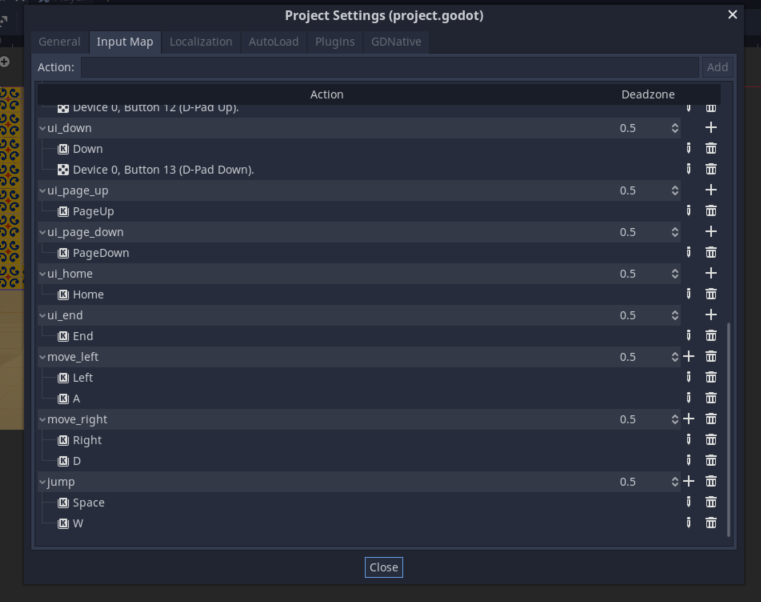 Project Settings (project.godot)
General Input Map Localization AutoLoad Plugins GDNative
Action: Add
Action Deadzone
Device 0, Button 12 (D-Pad Up).
ui_down 0.5
Down
Device 0, Button 13 (D-Pad Down).
ui_page_up 0.5
PageUp
ui_page_down 0.5
PageDown
ui_home 0.5
Home
ui_end 0.5
End
move_left 0.5
Left
A
move_right 0.5
Right
D
jump 0.5
Space
W
Close